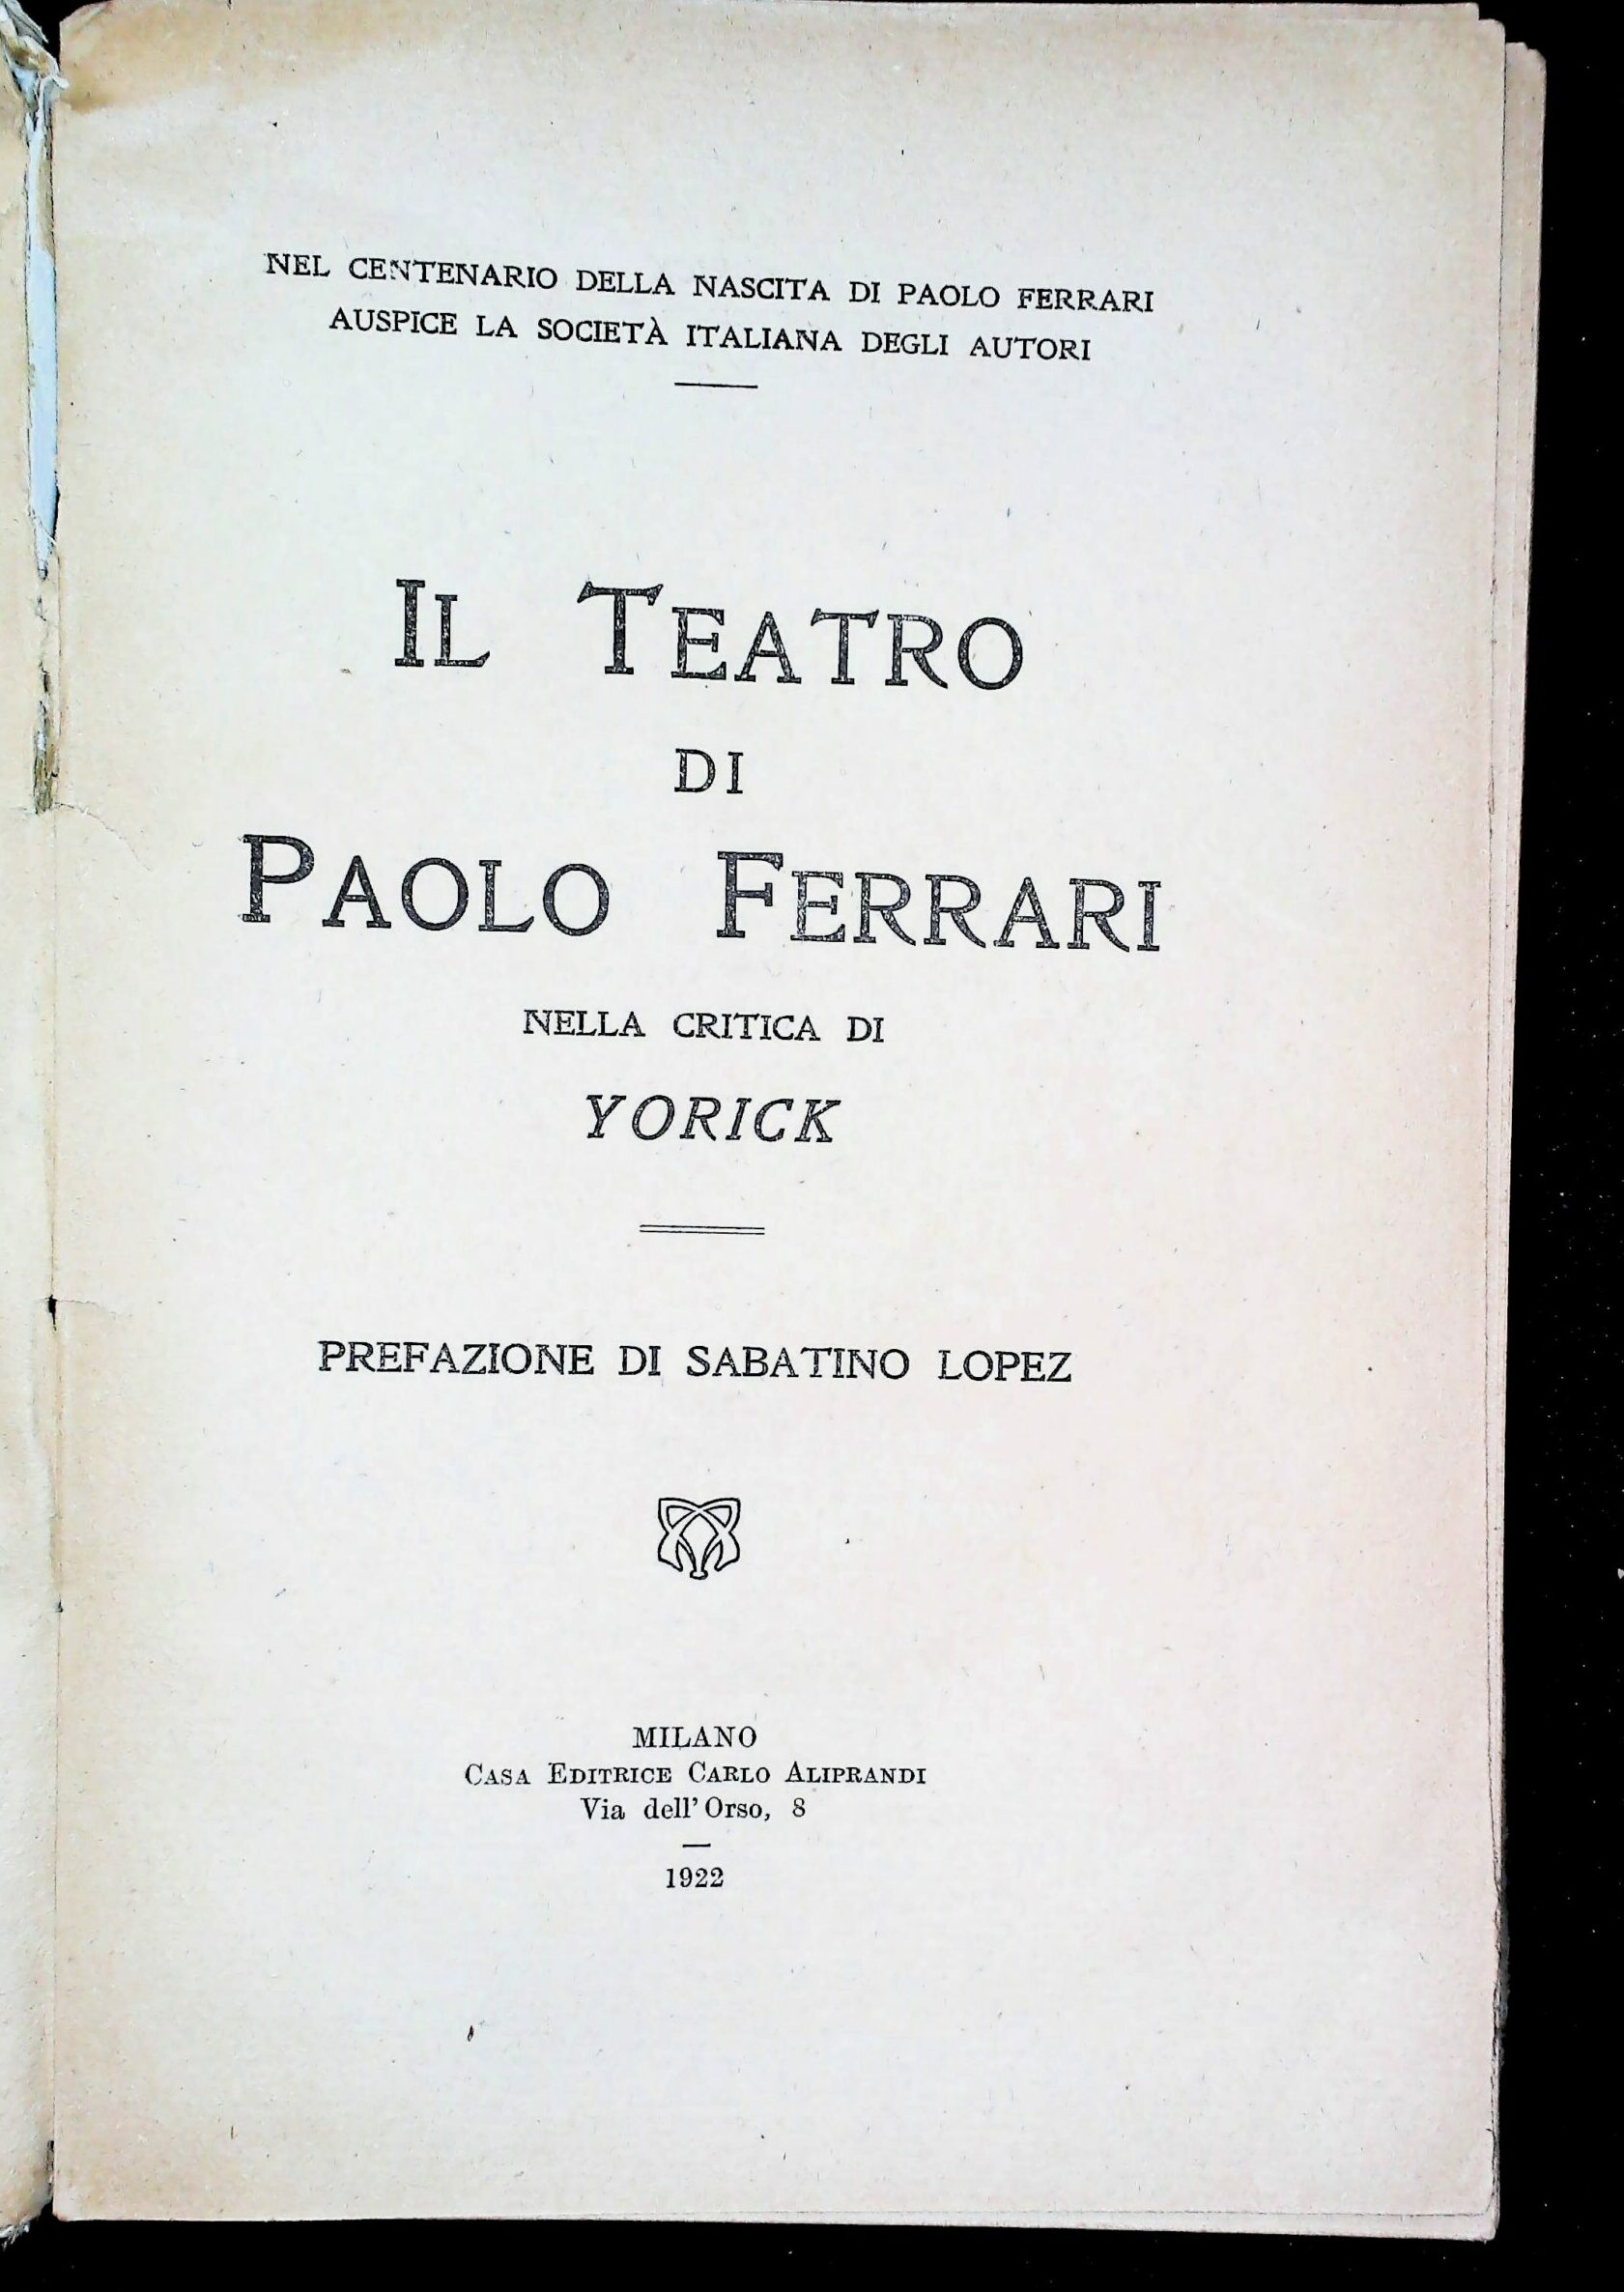 NEL CENTENARIO DELLA NASCITA DI PAOLO FERRARI
AUSPICE LA SOCIETÀ ITALIANA DEGLI AUTORI
IL TEATRO
DI
PAOLO FERRARI
NELLA CRITICA DI
YORICK
PREFAZIONE DI SABATINO LOPEZ
MILANO
CASA EDITRICE CARLO ALIPRANDI
Via dell' Orso, 8
1922